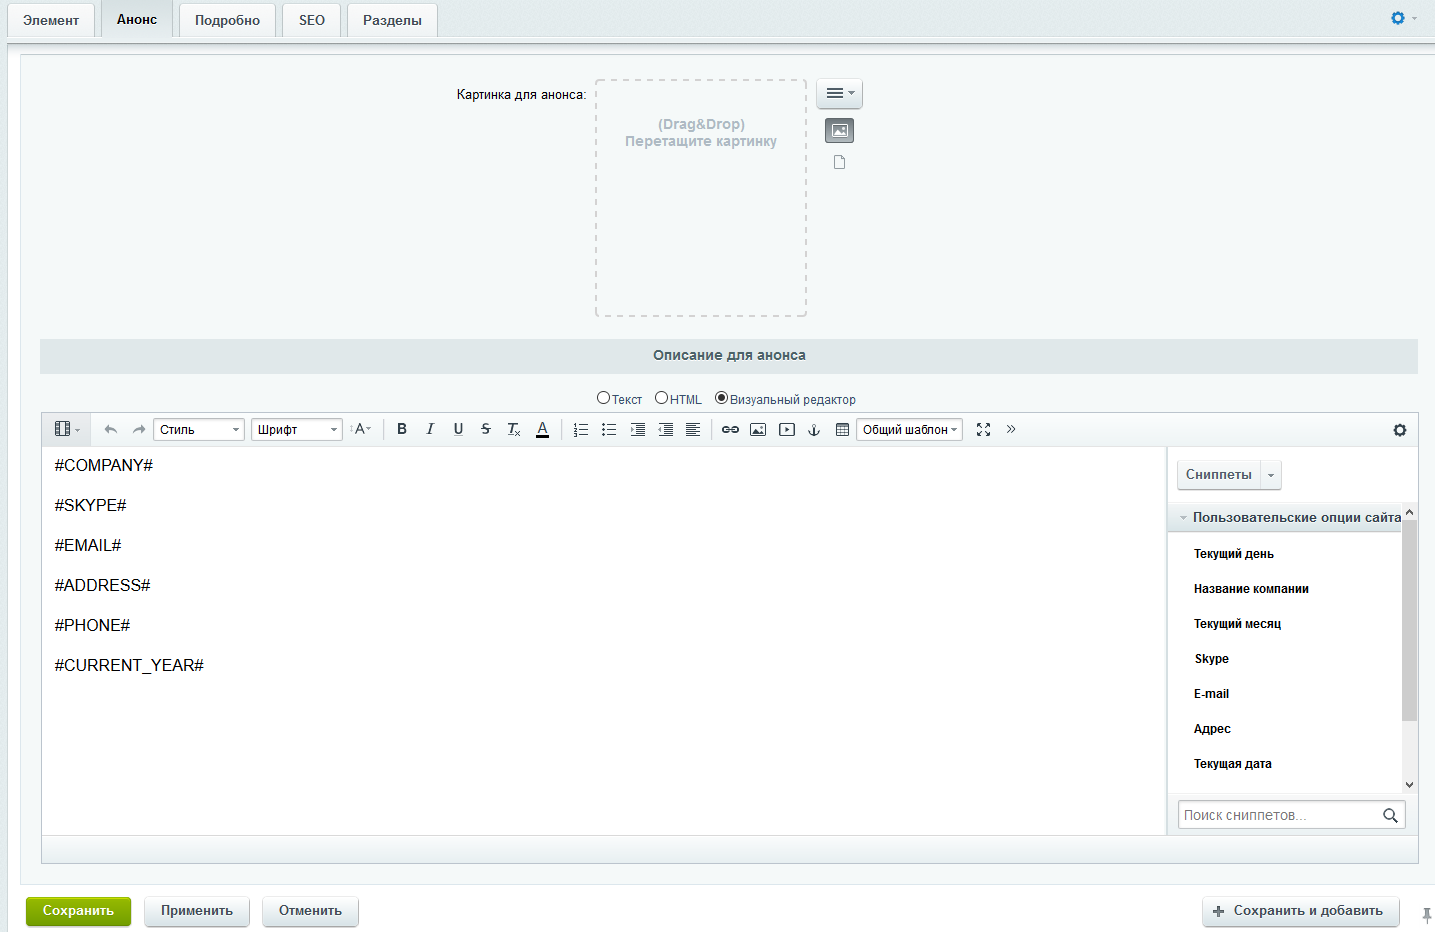 Элемент Анонс Подробно SEO Разделы
Картинка для анонса:
(Drag&Drop)
Перетащите картинку
Описание для анонса
Текст HTML Визуальный редактор
Стиль Шрифт A B I U S Tx A Общий шаблон
#COMPANY#
#SKYPE#
#EMAIL#
#ADDRESS#
#PHONE#
#CURRENT_YEAR#
Сниппеты
Пользовательские опции сайта
Текущий день
Название компании
Текущий месяц
Skype
E-mail
Адрес
Текущая дата
Поиск сниппетов...
Сохранить Применить Отменить + Сохранить и добавить